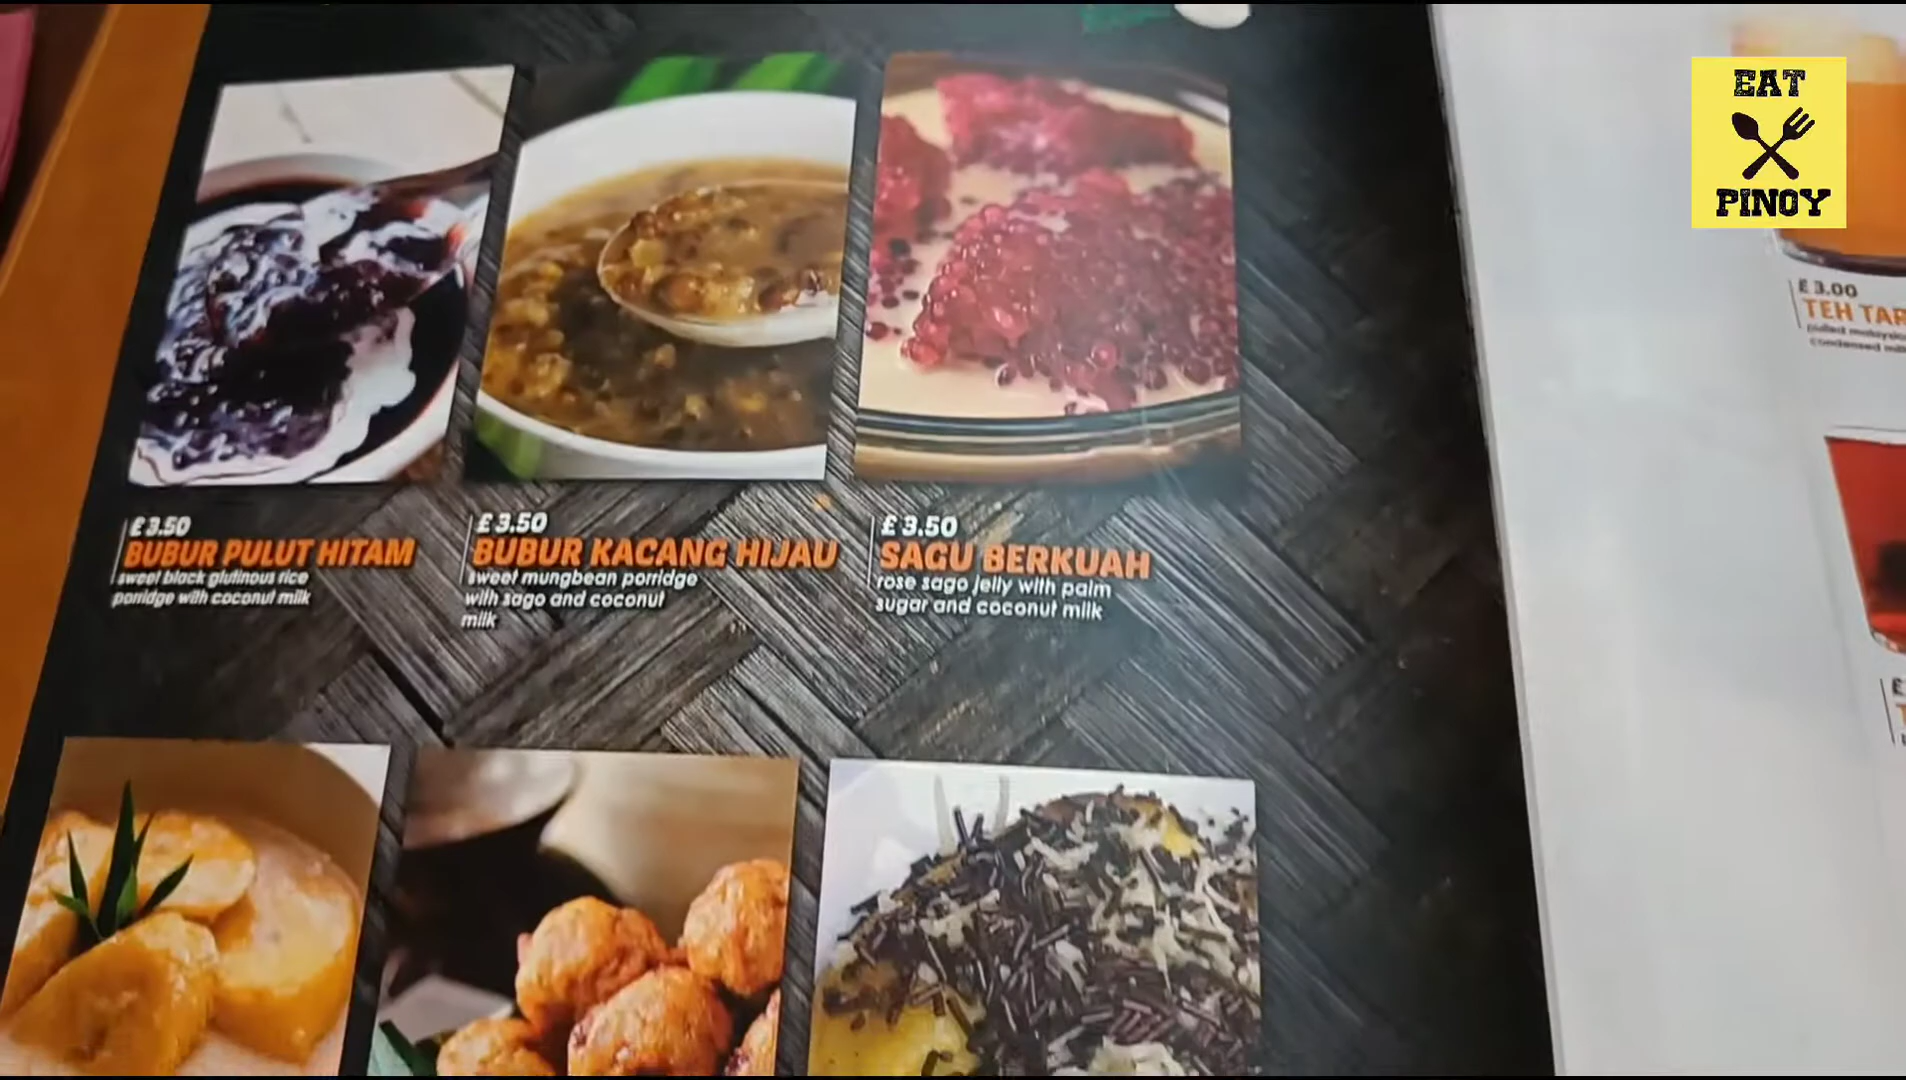 EAT
PINOY
£3.00
TEH TAR
condensed mil
£3.50
BUBUR PULUT HITAM
sweet black glutinous rice
porridge with coconut milk
£3.50
BUBUR KACANG HIJAU
sweet mungbean porridge
with sago and coconut
milk
£3.50
SAGU BERKUAH
rose sago jelly with palm
sugar and coconut milk